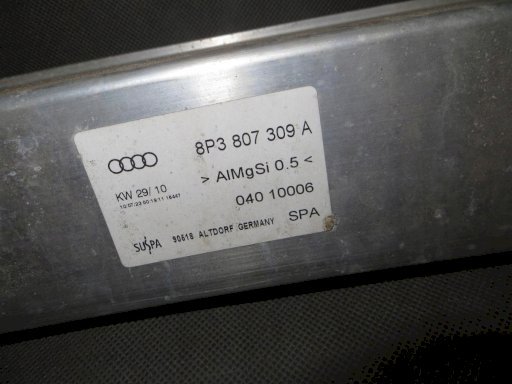 8P3 807 309 A
> AlMgSi 0.5 <
KW 29/ 10
040 10006
SPA
SUSPA 90518 ALTDORF GERMANY